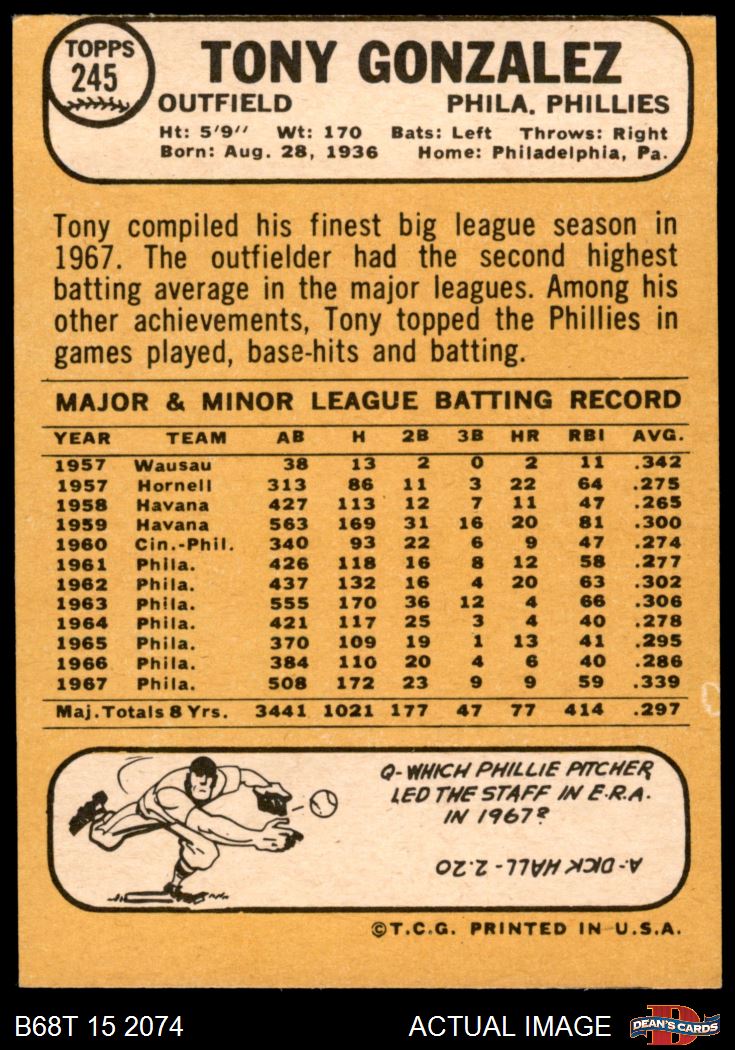 TOPPS
245
TONY GONZALEZ
OUTFIELD PHILA. PHILLIES
Ht: 5'9" Wt: 170 Bats: Left Throws: Right
Born: Aug. 28, 1936 Home: Philadelphia, Pa.
Tony compiled his finest big league season in
1967. The outfielder had the second highest
batting average in the major leagues. Among his
other achievements, Tony topped the Phillies in
games played, base-hits and batting.
MAJOR & MINOR LEAGUE BATTING RECORD
YEAR TEAM AB H 2B 3B HR RBI AVG.
1957 Wausau 38 13 2 0 2 11 .342
1957 Hornell 313 86 11 3 22 64 .275
1958 Havana 427 113 12 7 11 47 .265
1959 Havana 563 169 31 16 20 81 .300
1960 Cin.-Phil. 340 93 22 6 9 47 .274
1961 Phila. 426 118 16 8 12 58 .277
1962 Phila. 437 132 16 4 20 63 .302
1963 Phila. 555 170 36 12 4 66 .306
1964 Phila. 421 117 25 3 4 40 .278
1965 Phila. 370 109 19 1 13 41 .295
1966 Phila. 384 110 20 4 6 40 .286
1967 Phila. 508 172 23 9 9 59 .339
Maj. Totals 8 Yrs. 3441 1021 177 47 77 414 .297
Q-WHICH PHILLIE PITCHER
LED THE STAFF IN E.R.A.
IN 1967?
A-DICK HALL-2.20
©T.C.G. PRINTED IN U.S.A.
B68T 15 2074 ACTUAL IMAGE
DEAN'S CARDS